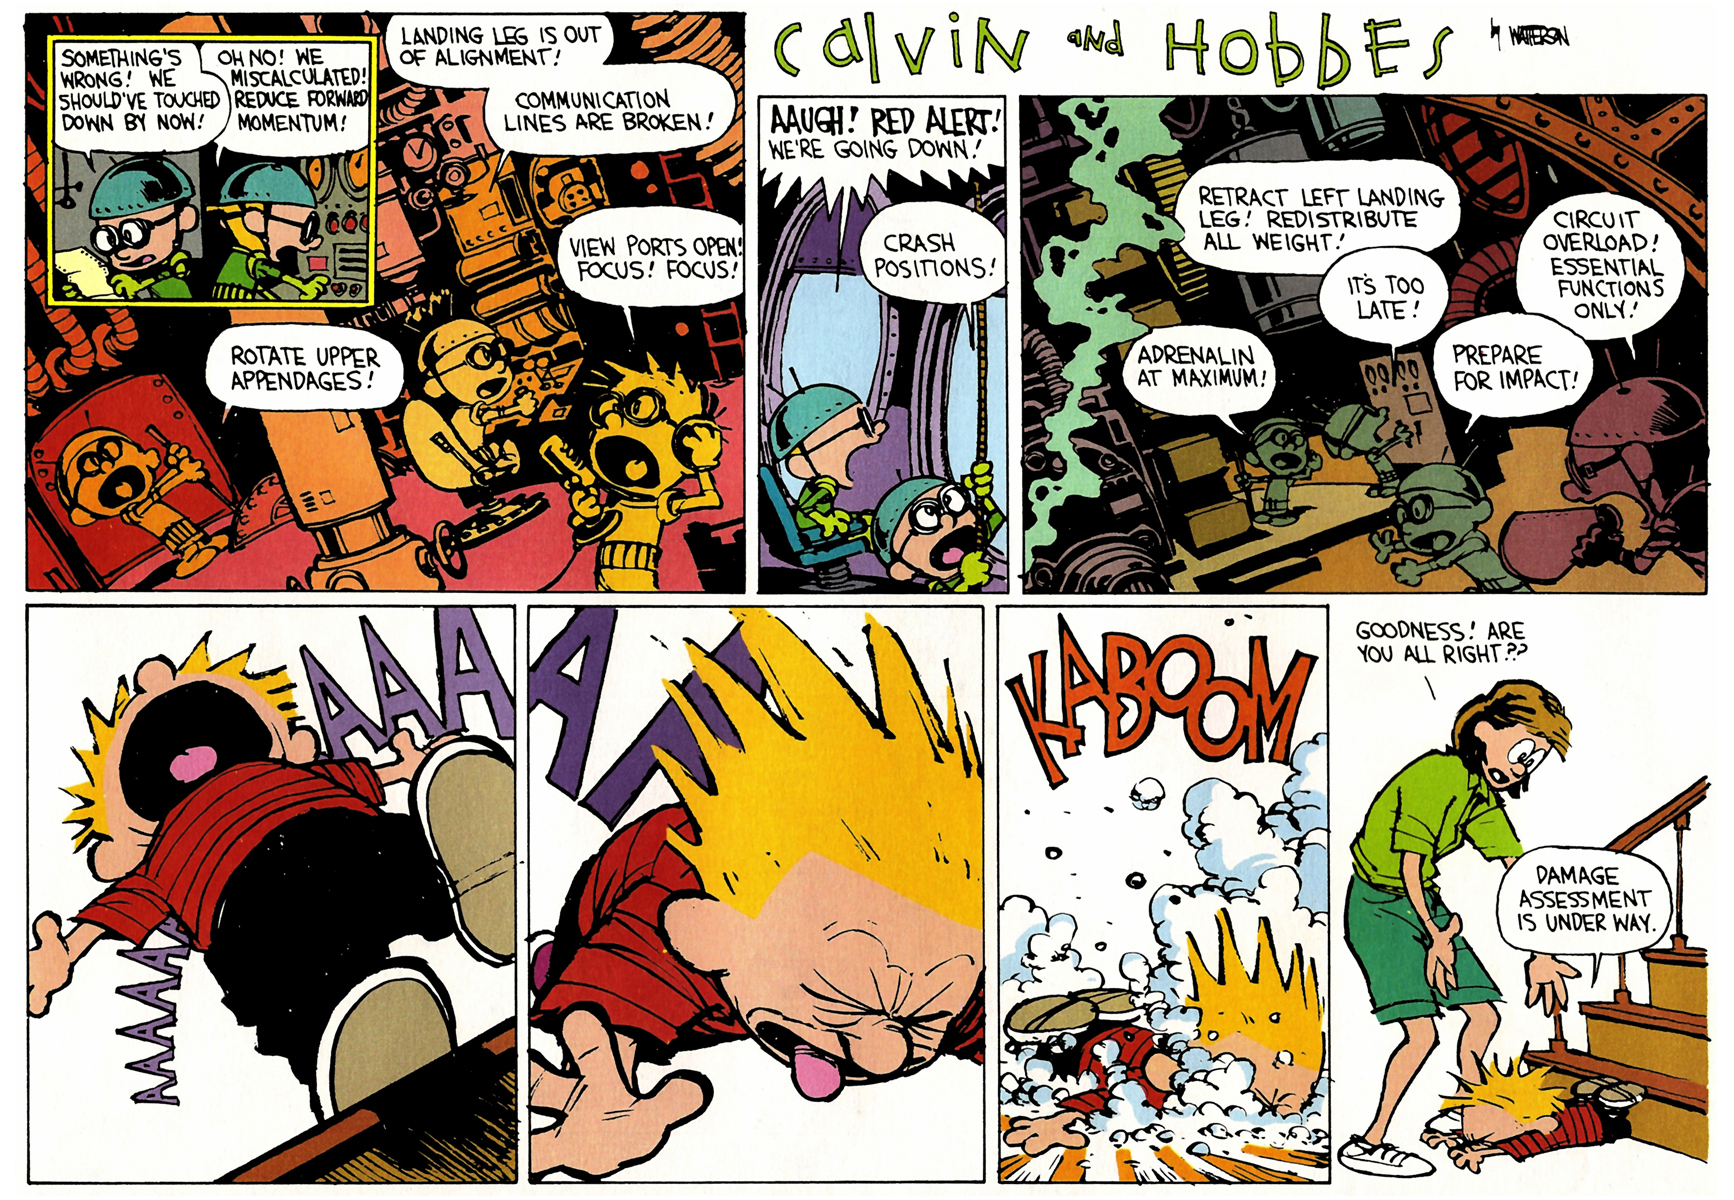 CALVIN AND HOBBES
by WATTERSON
SOMETHING'S
WRONG! WE
SHOULD'VE TOUCHED
DOWN BY NOW!
OH NO! WE
MISCALCULATED!
REDUCE FORWARD
MOMENTUM!
LANDING LEG IS OUT
OF ALIGNMENT!
COMMUNICATION
LINES ARE BROKEN!
VIEW PORTS OPEN!
FOCUS! FOCUS!
ROTATE UPPER
APPENDAGES!
AAUGH! RED ALERT!
WE'RE GOING DOWN!
CRASH
POSITIONS!
RETRACT LEFT LANDING
LEG! REDISTRIBUTE
ALL WEIGHT!
IT'S TOO
LATE!
CIRCUIT
OVERLOAD!
ESSENTIAL
FUNCTIONS
ONLY!
ADRENALIN
AT MAXIMUM!
PREPARE
FOR IMPACT!
AAAAAA
AAA
AA
KABOOM
GOODNESS! ARE
YOU ALL RIGHT??
DAMAGE
ASSESSMENT
IS UNDER WAY.